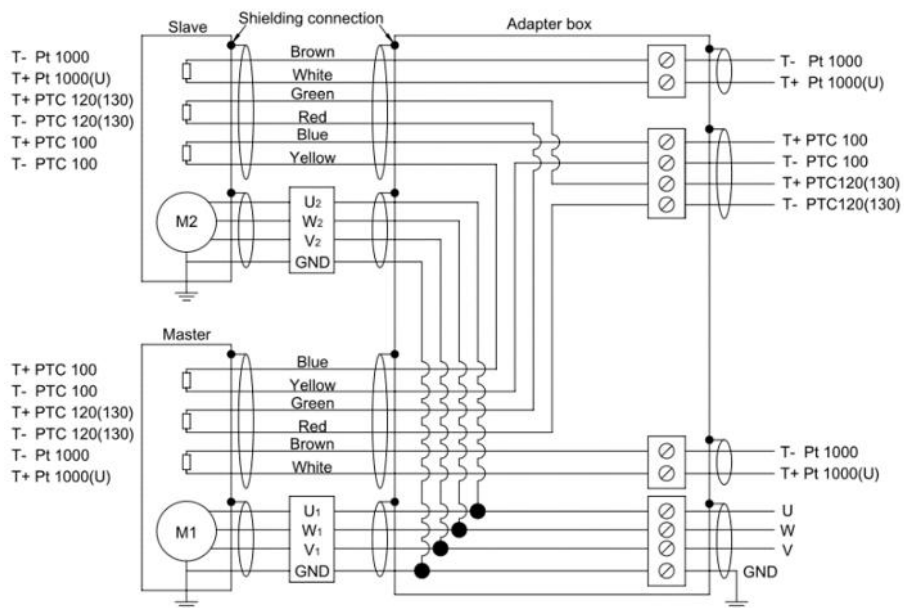 Shielding connection
Slave
Adapter box
T- Pt 1000
T+ Pt 1000(U)
T+ PTC 120(130)
T- PTC 120(130)
T+ PTC 100
T- PTC 100
Brown
White
Green
Red
Blue
Yellow
T- Pt 1000
T+ Pt 1000(U)
T+ PTC 100
T- PTC 100
T+ PTC120(130)
T- PTC120(130)
M2
U2
W2
V2
GND
Master
T+ PTC 100
T- PTC 100
T+ PTC 120(130)
T- PTC 120(130)
T- Pt 1000
T+ Pt 1000(U)
Blue
Yellow
Green
Red
Brown
White
T- Pt 1000
T+ Pt 1000(U)
M1
U1
W1
V1
GND
U
W
V
GND